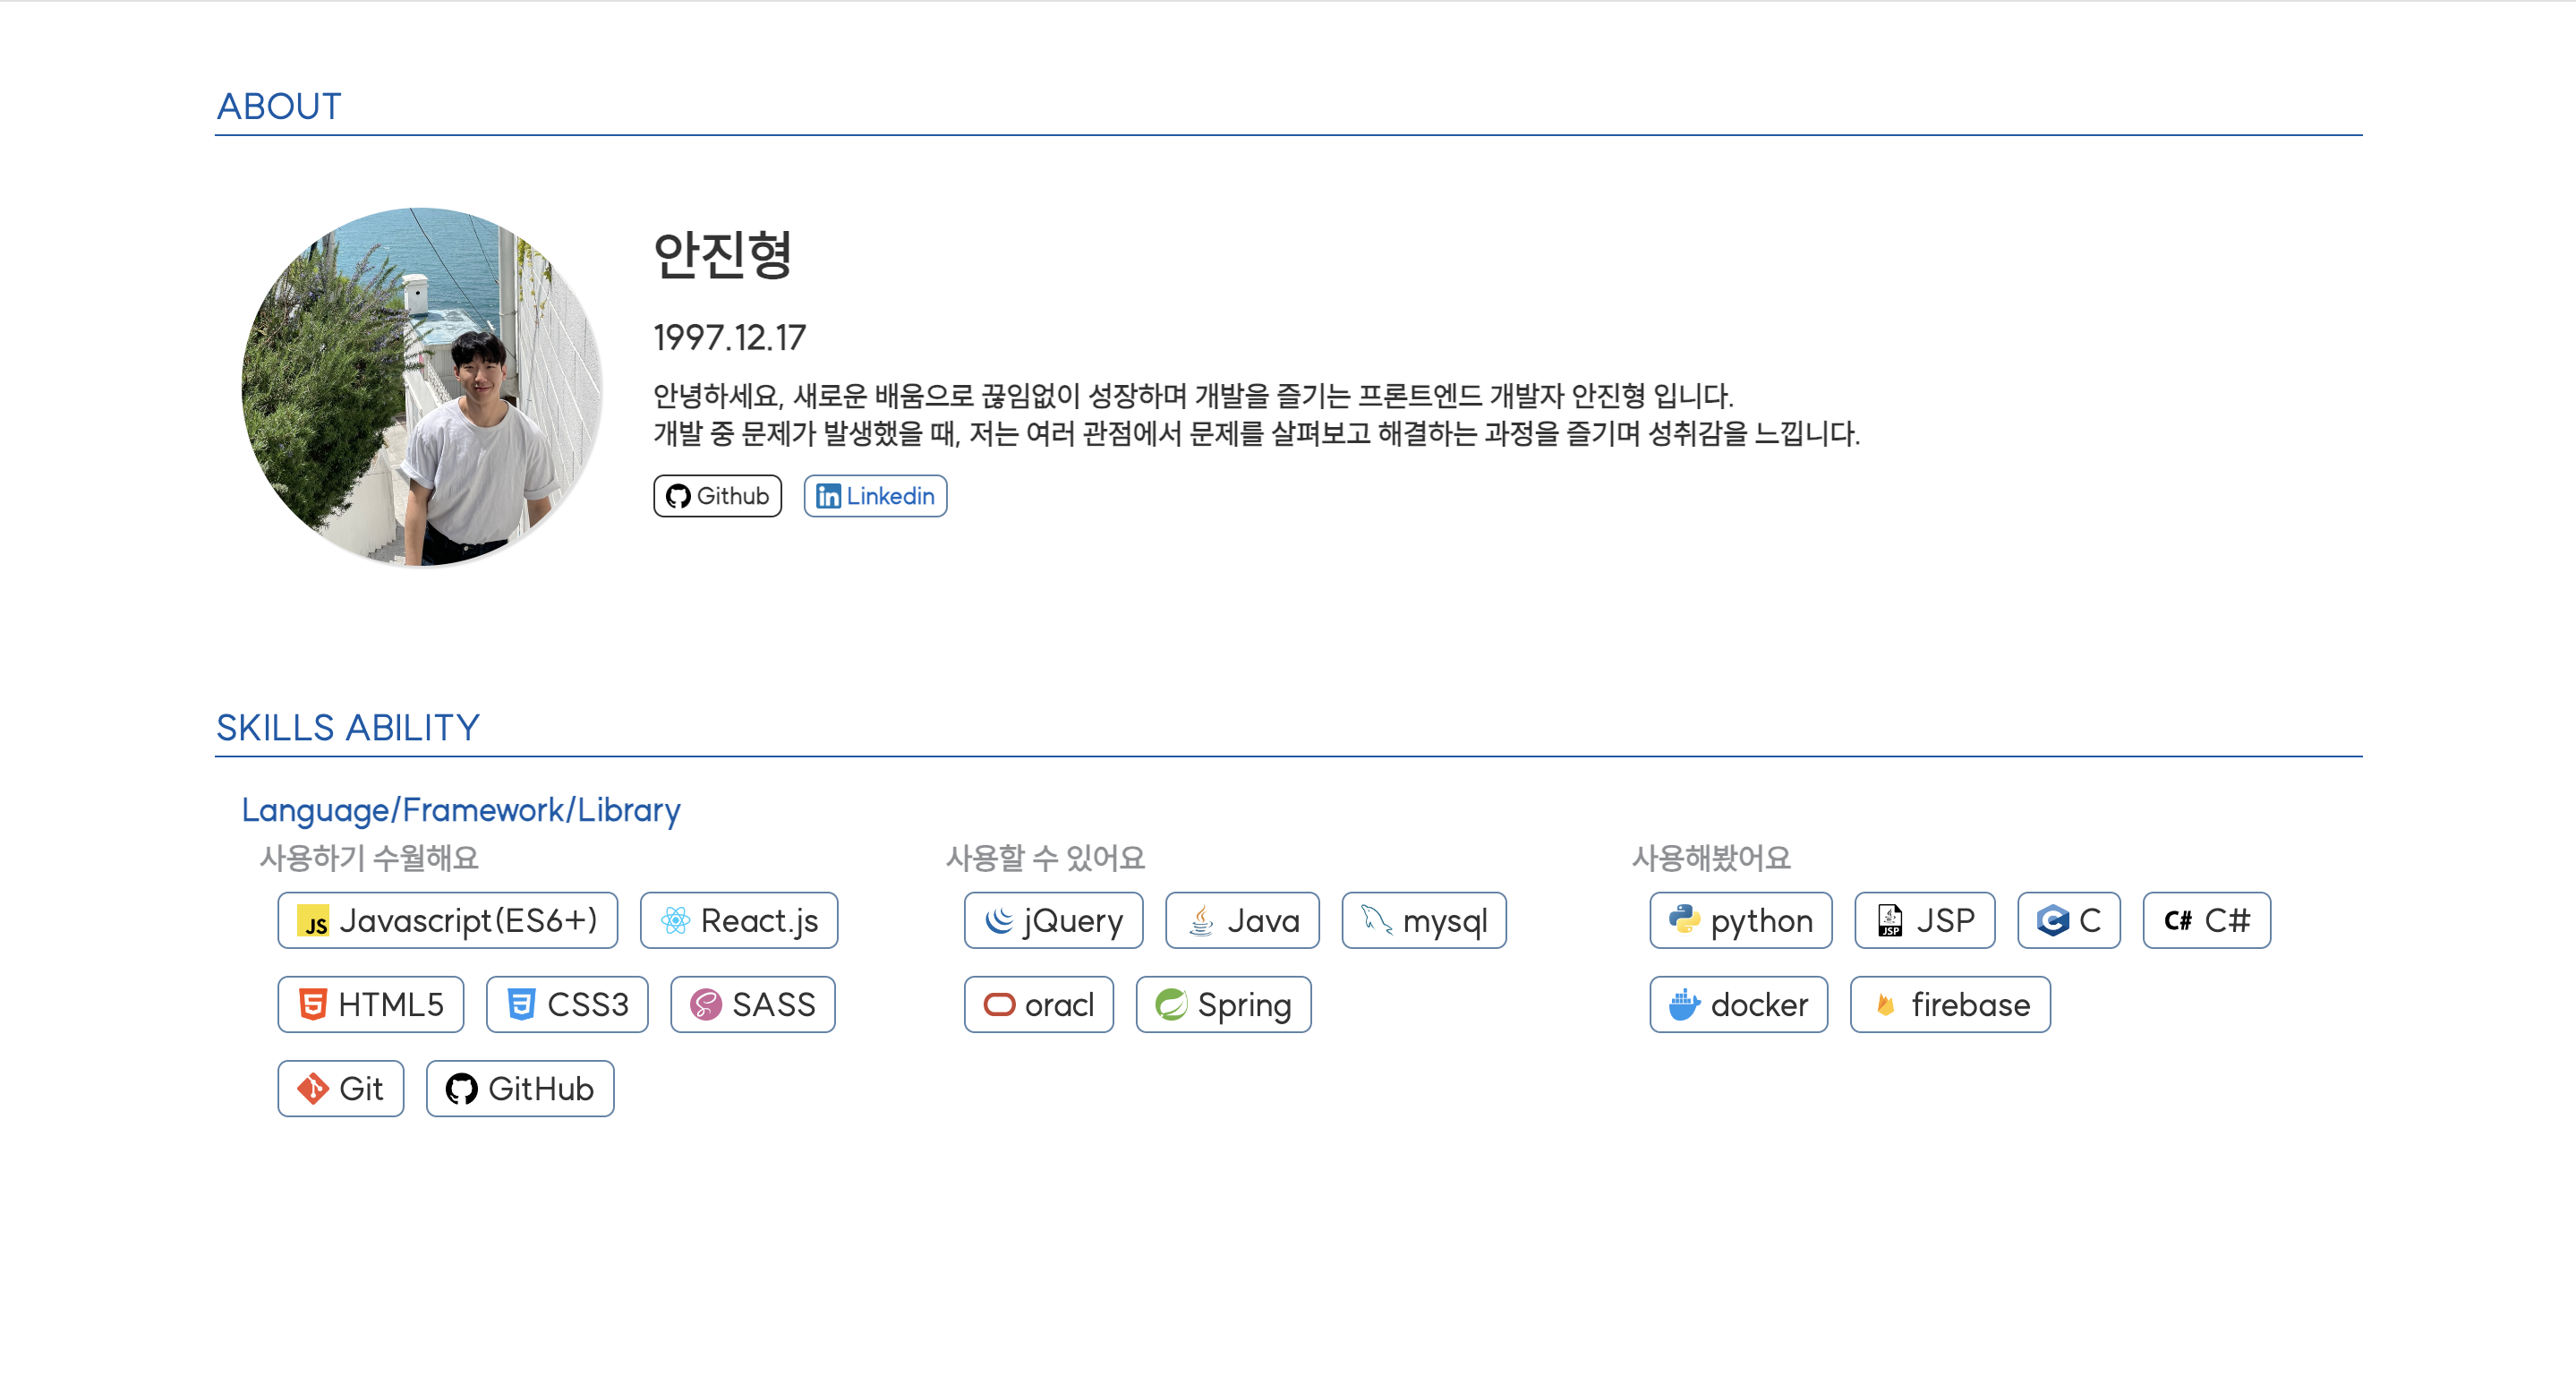 ABOUT
안진형
1997.12.17
안녕하세요, 새로운 배움으로 끊임없이 성장하며 개발을 즐기는 프론트엔드 개발자 안진형 입니다.
개발 중 문제가 발생했을 때, 저는 여러 관점에서 문제를 살펴보고 해결하는 과정을 즐기며 성취감을 느낍니다.
Github
in Linkedin
SKILLS ABILITY
Language/Framework/Library
사용하기 수월해요
JS Javascript(ES6+) React.js
HTML5 CSS3 SASS
Git GitHub
사용할 수 있어요
jQuery Java mysql
oracl Spring
사용해봤어요
python JSP JSP C C C# C#
docker firebase